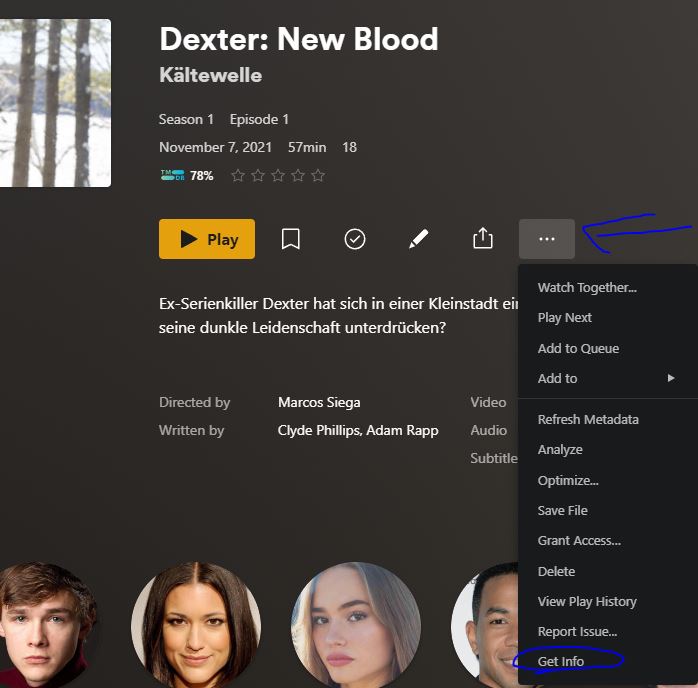 Dexter: New Blood
Kältewelle
Season 1 Episode 1
November 7, 2021 57min 18
TMDB 78%
Play
...
Watch Together...
Play Next
Add to Queue
Add to
Refresh Metadata
Analyze
Optimize...
Save File
Grant Access...
Delete
View Play History
Report Issue...
Get Info
Ex-Serienkiller Dexter hat sich in einer Kleinstadt
seine dunkle Leidenschaft unterdrücken?
Directed by Marcos Siega
Written by Clyde Phillips, Adam Rapp
Video
Audio
Subtitle